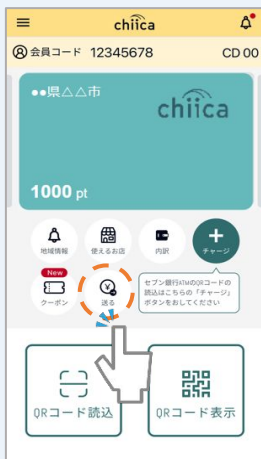 chiica
会員コード 12345678 CD 00
●●県△△市
chiica
1000 pt
地域情報
使えるお店
内訳
チャージ
New
クーポン
送る
セブン銀行ATMのQRコードの
読込はこちらの「チャージ」
ボタンをおしてください
QRコード読込
QRコード表示